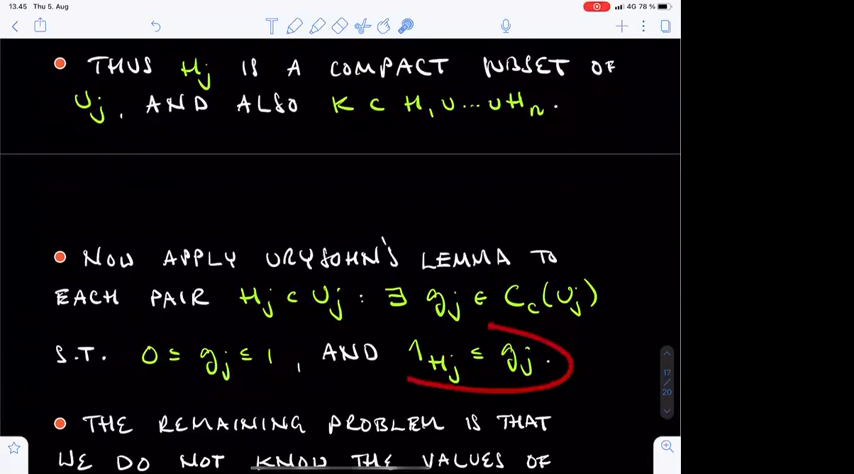 13.45 Thu 5. Aug
4G 78 %
THUS Hj IS A COMPACT SUBSET OF
Uj, AND ALSO K ⊂ H₁ ∪ ... ∪ Hₙ.
NOW APPLY URYSOHN'S LEMMA TO
EACH PAIR Hj ⊂ Uj : ∃ gj ∈ Cc(Uj)
S.T. 0 ≤ gj ≤ 1, AND 1Hj ≤ gj.
THE REMAINING PROBLEM IS THAT
WE DO NOT KNOW THE VALUES OF
17
/
20